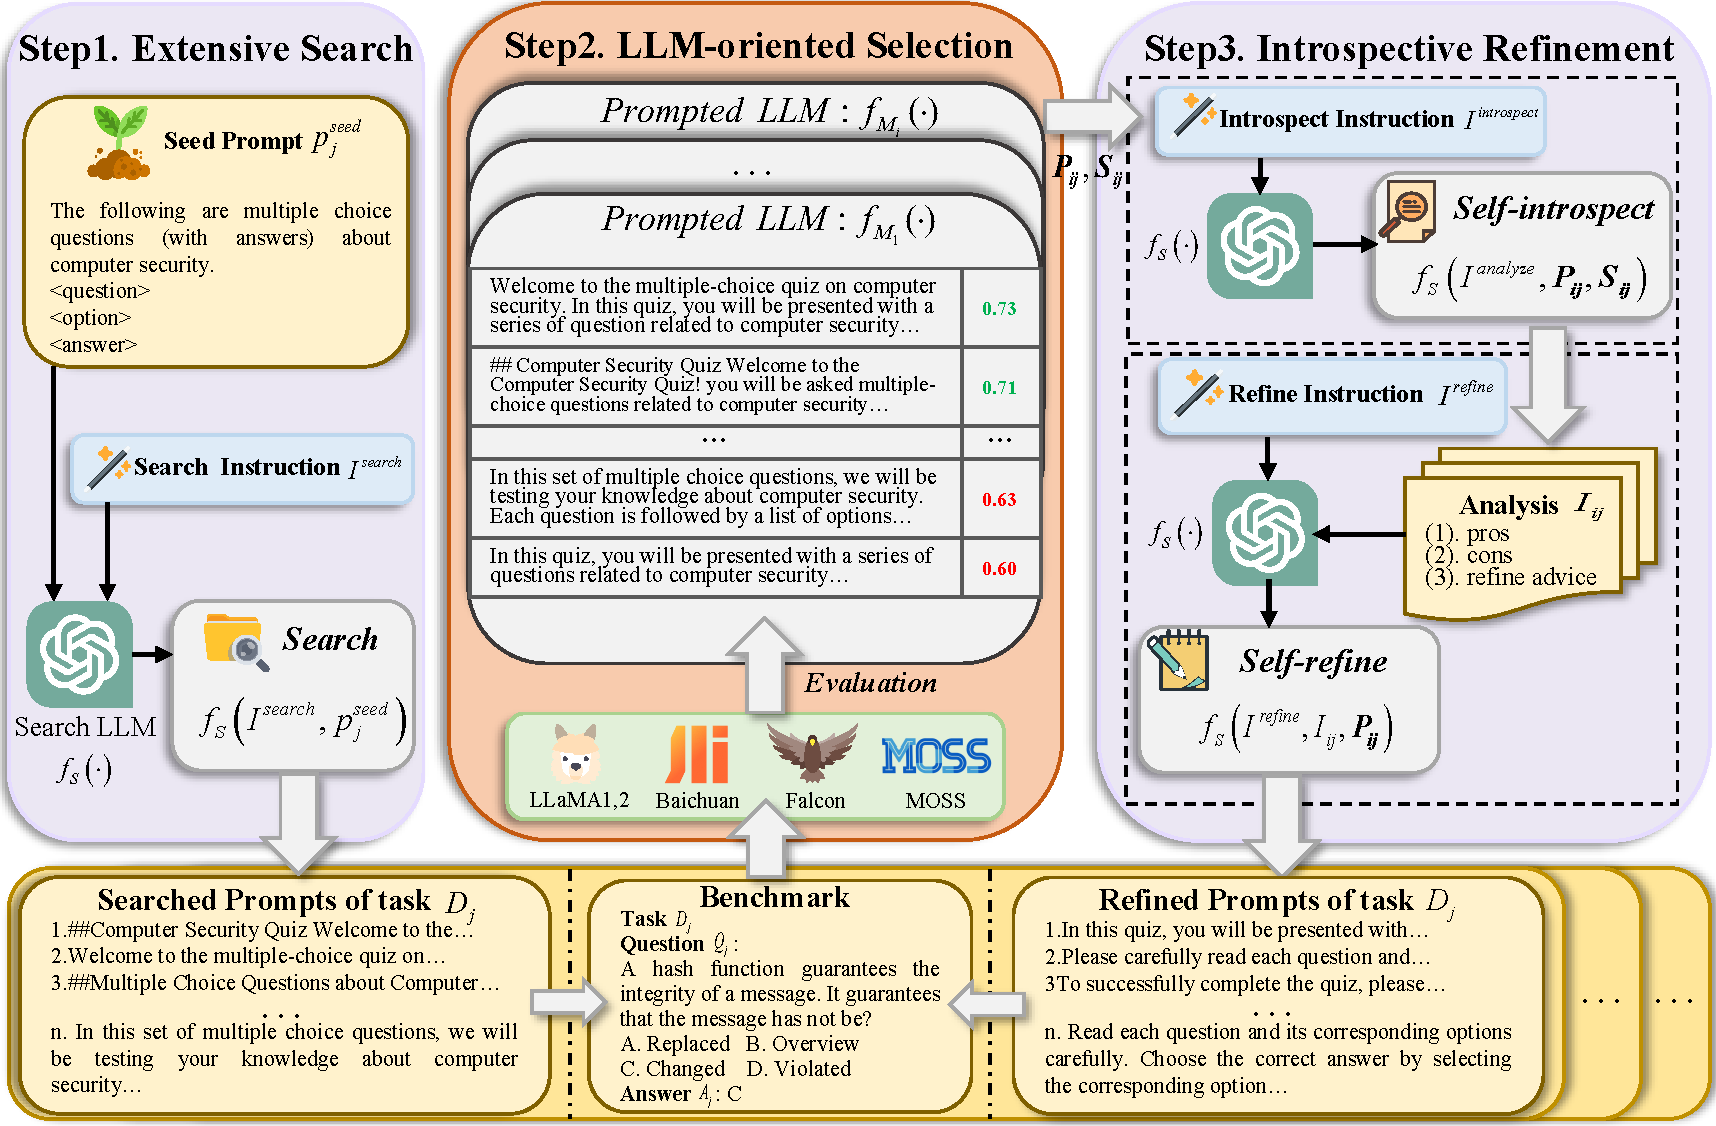 Step1. Extensive Search
Seed Prompt p_j^{seed}
The following are multiple choice
questions (with answers) about
computer security.
<question>
<option>
<answer>
Search Instruction I^{search}
Search LLM
f_S(·)
Search
f_S(I^{search}, p_j^{seed})
Step2. LLM-oriented Selection
Prompted LLM : f_{M_i}(·)
...
Prompted LLM : f_{M_1}(·)
Welcome to the multiple-choice quiz on computer
security. In this quiz, you will be presented with a
series of question related to computer security…
0.73
## Computer Security Quiz Welcome to the
Computer Security Quiz! you will be asked multiple-
choice questions related to computer security…
0.71
... ...
In this set of multiple choice questions, we will be
testing your knowledge about computer security.
Each question is followed by a list of options…
0.63
In this quiz, you will be presented with a series of
questions related to computer security…
0.60
Evaluation
LLaMA1,2
Baichuan
Falcon
MOSS
MOSS
Step3. Introspective Refinement
P_{ij}, S_{ij}
Introspect Instruction I^{introspect}
f_S(·)
Self-introspect
f_S(I^{analyze}, P_{ij}, S_{ij})
Refine Instruction I^{refine}
f_S(·)
Analysis I_{ij}
(1). pros
(2). cons
(3). refine advice
Self-refine
f_S(I^{refine}, I_{ij}, P_{ij})
Searched Prompts of task D_j
1.##Computer Security Quiz Welcome to the…
2.Welcome to the multiple-choice quiz on…
3.##Multiple Choice Questions about Computer…
...
n. In this set of multiple choice questions, we will
be testing your knowledge about computer
security…
Benchmark
Task D_j
Question Q_j :
A hash function guarantees the
integrity of a message. It guarantees
that the message has not be?
A. Replaced B. Overview
C. Changed D. Violated
Answer A_j : C
Refined Prompts of task D_j
1.In this quiz, you will be presented with…
2.Please carefully read each question and…
3To successfully complete the quiz, please…
...
n. Read each question and its corresponding options
carefully. Choose the correct answer by selecting
the corresponding option…
... ...